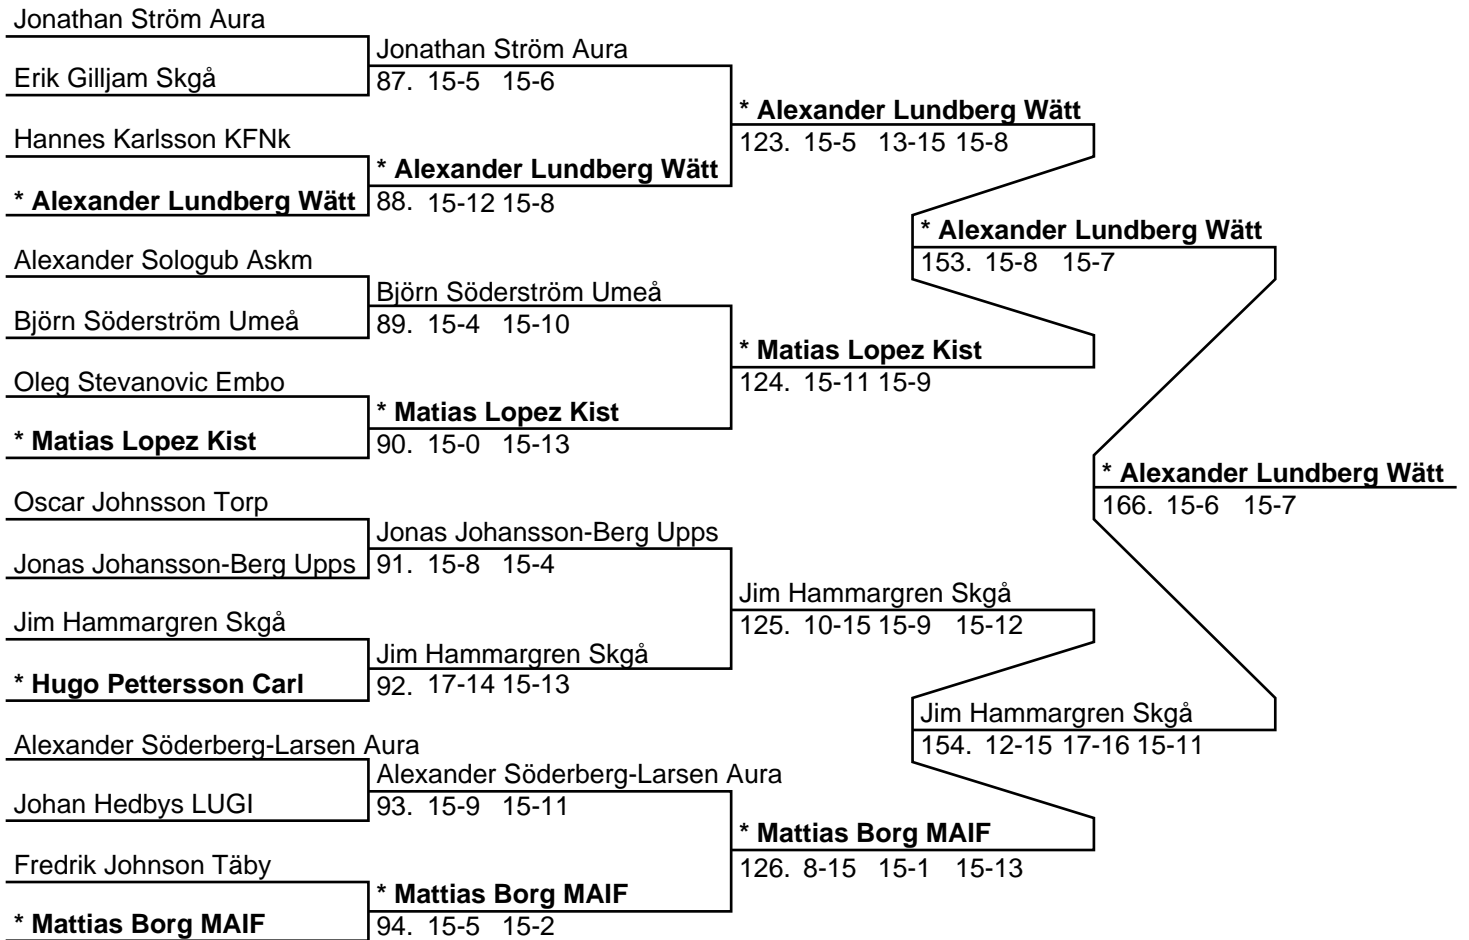 Jonathan Ström Aura
Jonathan Ström Aura
Erik Gilljam Skgå
87. 15-5 15-6
* Alexander Lundberg Wätt
Hannes Karlsson KFNk
123. 15-5 13-15 15-8
* Alexander Lundberg Wätt
* Alexander Lundberg Wätt
88. 15-12 15-8
* Alexander Lundberg Wätt
Alexander Sologub Askm
153. 15-8 15-7
Björn Söderström Umeå
Björn Söderström Umeå
89. 15-4 15-10
* Matias Lopez Kist
Oleg Stevanovic Embo
124. 15-11 15-9
* Matias Lopez Kist
* Matias Lopez Kist
90. 15-0 15-13
* Alexander Lundberg Wätt
Oscar Johnsson Torp
166. 15-6 15-7
Jonas Johansson-Berg Upps
Jonas Johansson-Berg Upps
91. 15-8 15-4
Jim Hammargren Skgå
Jim Hammargren Skgå
125. 10-15 15-9 15-12
Jim Hammargren Skgå
* Hugo Pettersson Carl
92. 17-14 15-13
Jim Hammargren Skgå
Alexander Söderberg-Larsen Aura
154. 12-15 17-16 15-11
Alexander Söderberg-Larsen Aura
Johan Hedbys LUGI
93. 15-9 15-11
* Mattias Borg MAIF
Fredrik Johnson Täby
126. 8-15 15-1 15-13
* Mattias Borg MAIF
* Mattias Borg MAIF
94. 15-5 15-2